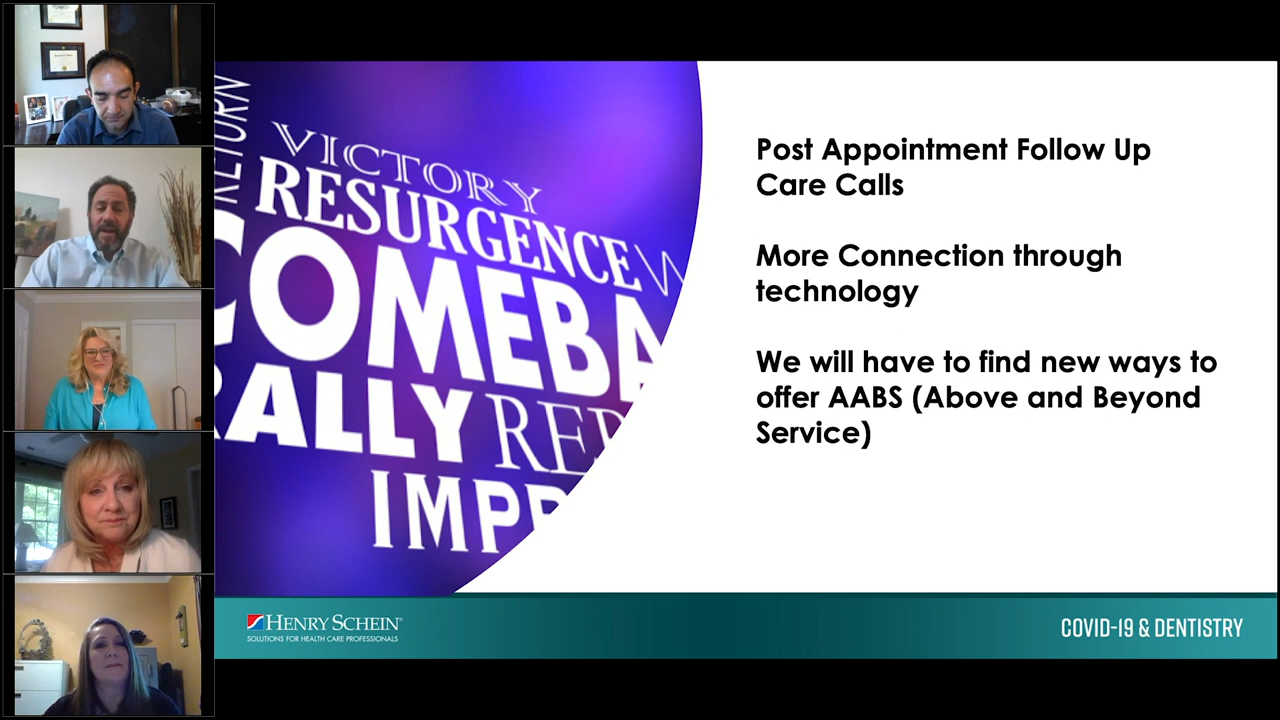 RETURN
VICTORY
RESURGENCE
COMEBA
RALLY
IMPR
Post Appointment Follow Up
Care Calls
More Connection through
technology
We will have to find new ways to
offer AABS (Above and Beyond
Service)
HENRY SCHEIN®
SOLUTIONS FOR HEALTH CARE PROFESSIONALS
COVID-19 & DENTISTRY